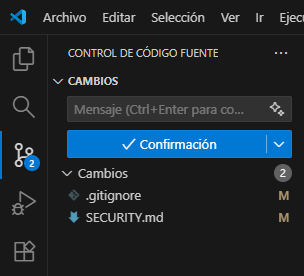 Archivo Editar Selección Ver Ir Ejec
CONTROL DE CÓDIGO FUENTE ...
CAMBIOS
Mensaje (Ctrl+Enter para co...
Confirmación
Cambios 2
2
.gitignore M
SECURITY.md M